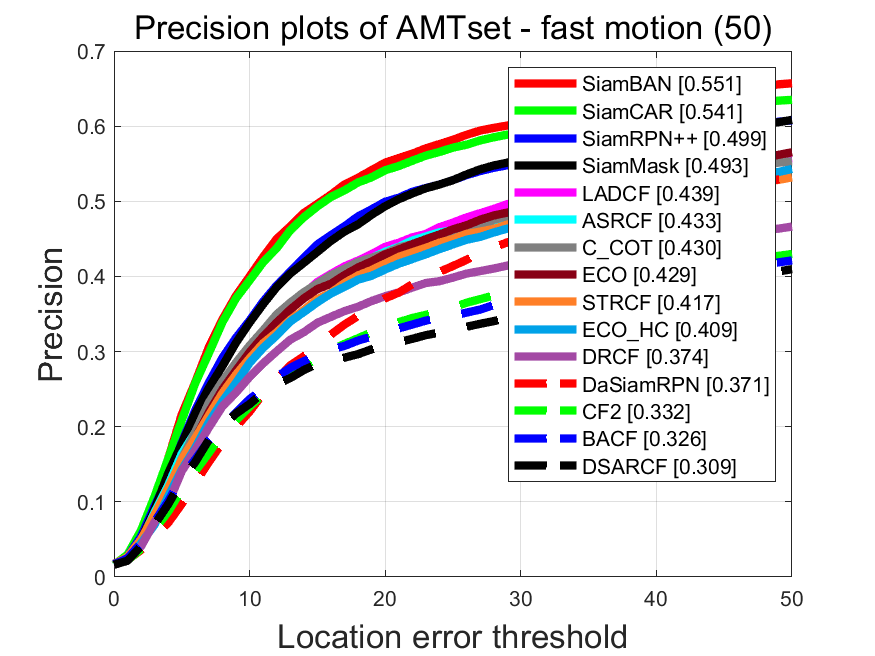 Precision plots of AMTset - fast motion (50)
0.7
0.6
0.5
0.4
0.3
0.2
0.1
0
Precision
SiamBAN [0.551]
SiamCAR [0.541]
SiamRPN++ [0.499]
SiamMask [0.493]
LADCF [0.439]
ASRCF [0.433]
C_COT [0.430]
ECO [0.429]
STRCF [0.417]
ECO_HC [0.409]
DRCF [0.374]
DaSiamRPN [0.371]
CF2 [0.332]
BACF [0.326]
DSARCF [0.309]
0 10 20 30 40 50
Location error threshold